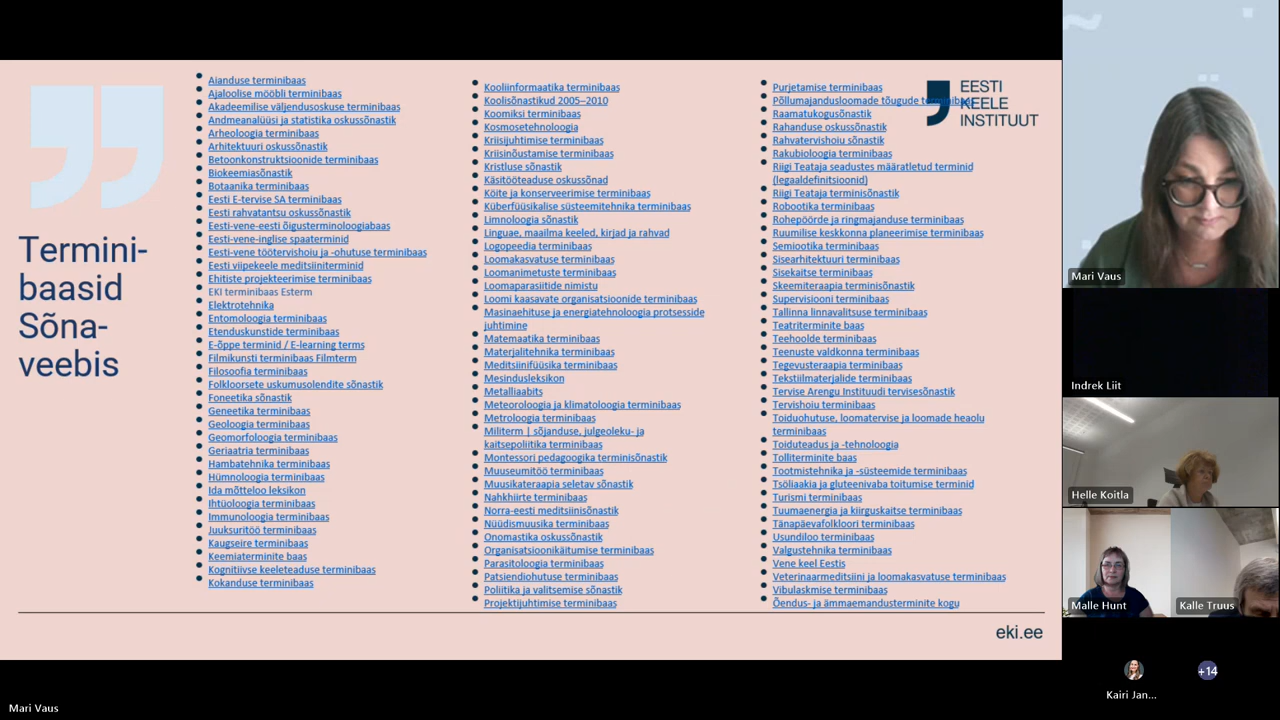 Termini-
baasid
Sõna-
veebis
Aianduse terminibaas
Ajaloolise mööbli terminibaas
Akadeemilise väljendusoskuse terminibaas
Andmeanalüüsi ja statistika oskussõnastik
Arheoloogia terminibaas
Arhitektuuri oskussõnastik
Betoonkonstruktsioonide terminibaas
Biokeemiasõnastik
Botaanika terminibaas
Eesti E-tervise SA terminibaas
Eesti rahvatantsu oskussõnastik
Eesti-vene-eesti õigusterminoloogiabaas
Eesti-vene-inglise spaaterminid
Eesti-vene töötervishoiu ja -ohutuse terminibaas
Eesti viipekeele meditsiiniterminid
Ehitiste projekteerimise terminibaas
EKI terminibaas Esterm
Elektrotehnika
Entomoloogia terminibaas
Etenduskunstide terminibaas
E-õppe terminid / E-learning terms
Filmikunsti terminibaas Filmterm
Filosoofia terminibaas
Folkloorsete uskumusolendite sõnastik
Foneetika sõnastik
Geneetika terminibaas
Geoloogia terminibaas
Geomorfoloogia terminibaas
Geriaatria terminibaas
Hambatehnika terminibaas
Hümnoloogia terminibaas
Ida mõtteloo leksikon
Ihtüoloogia terminibaas
Immunoloogia terminibaas
Juuksuritöö terminibaas
Kaugseire terminibaas
Keemiaterminite baas
Kognitiivse keeleteaduse terminibaas
Kokanduse terminibaas
Kooliinformaatika terminibaas
Koolisõnastikud 2005–2010
Koomiksi terminibaas
Kosmosetehnoloogia
Kriisijuhtimise terminibaas
Kriisinõustamise terminibaas
Kristluse sõnastik
Käsitööteaduse oskussõnad
Köite ja konserveerimise terminibaas
Küberfüüsikalise süsteemitehnika terminibaas
Limnoloogia sõnastik
Linguae, maailma keeled, kirjad ja rahvad
Logopeedia terminibaas
Loomakasvatuse terminibaas
Loomanimetuste terminibaas
Loomaparasiitide nimistu
Loomi kaasavate organisatsioonide terminibaas
Masinaehituse ja energiatehnoloogia protsesside
juhtimine
Matemaatika terminibaas
Materjalitehnika terminibaas
Meditsiinifüüsika terminibaas
Mesindusleksikon
Metalliaabits
Meteoroloogia ja klimatoloogia terminibaas
Metroloogia terminibaas
Militerm | sõjanduse, julgeoleku- ja
kaitsepoliitika terminibaas
Montessori pedagoogika terminisõnastik
Muuseumitöö terminibaas
Muusikateraapia seletav sõnastik
Nahkhiirte terminibaas
Norra-eesti meditsiinisõnastik
Nüüdismuusika terminibaas
Onomastika oskussõnastik
Organisatsioonikäitumise terminibaas
Parasitoloogia terminibaas
Patsiendiohutuse terminibaas
Poliitika ja valitsemise sõnastik
Projektijuhtimise terminibaas
Purjetamise terminibaas
Põllumajandusloomade tõugude terminibaas
Raamatukogusõnastik
Rahanduse oskussõnastik
Rahvatervishoiu sõnastik
Rakubioloogia terminibaas
Riigi Teataja seadustes määratletud terminid
(legaaldefinitsioonid)
Riigi Teataja terminisõnastik
Robootika terminibaas
Rohepöörde ja ringmajanduse terminibaas
Ruumilise keskkonna planeerimise terminibaas
Semiootika terminibaas
Sisearhitektuuri terminibaas
Sisekaitse terminibaas
Skeemiteraapia terminisõnastik
Supervisiooni terminibaas
Tallinna linnavalitsuse terminibaas
Teatriterminite baas
Teehoolde terminibaas
Teenuste valdkonna terminibaas
Tegevusteraapia terminibaas
Tekstiilmaterjalide terminibaas
Tervise Arengu Instituudi tervisesõnastik
Tervishoiu terminibaas
Toiduohutuse, loomatervise ja loomade heaolu
terminibaas
Toiduteadus ja -tehnoloogia
Tolliterminite baas
Tootmistehnika ja -süsteemide terminibaas
Tsöliaakia ja gluteenivaba toitumise terminid
Turismi terminibaas
Tuumaenergia ja kiirguskaitse terminibaas
Tänapäevafolkloori terminibaas
Usundiloo terminibaas
Valgustehnika terminibaas
Vene keel Eestis
Veterinaarmeditsiini ja loomakasvatuse terminibaas
Vibulaskmise terminibaas
Õendus- ja ämmaemandusterminite kogu
EESTI
KEELE
INSTITUUT
eki.ee
Mari Vaus
Indrek Liit
Helle Koitla
Malle Hunt
Kalle Truus
Kairi Jan...
+14
Mari Vaus